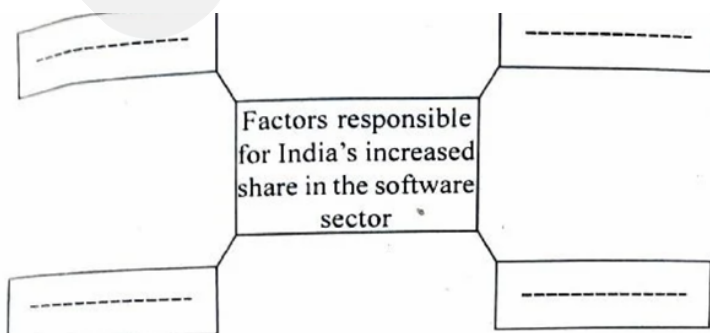 Factors responsible
for India's increased
share in the software
sector